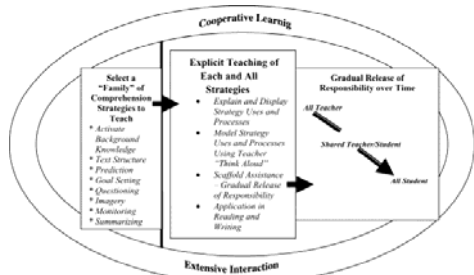 Cooperative Learnig
Select a
"Family" of
Comprehension
Strategies to
Teach
* Activate
Background
Knowledge
* Text Structure
* Prediction
* Goal Setting
* Questioning
* Imagery
* Monitoring
* Summarizing
Explicit Teaching of
Each and All
Strategies
• Explain and Display
Strategy Uses and
Processes
• Model Strategy
Uses and Processes
Using Teacher
"Think Aloud"
• Scaffold Assistance
– Gradual Release of
Responsibility
• Application in
Reading and
Writing
Gradual Release of
Responsibility over Time
All Teacher
Shared Teacher/Student
All Student
Extensive Interaction